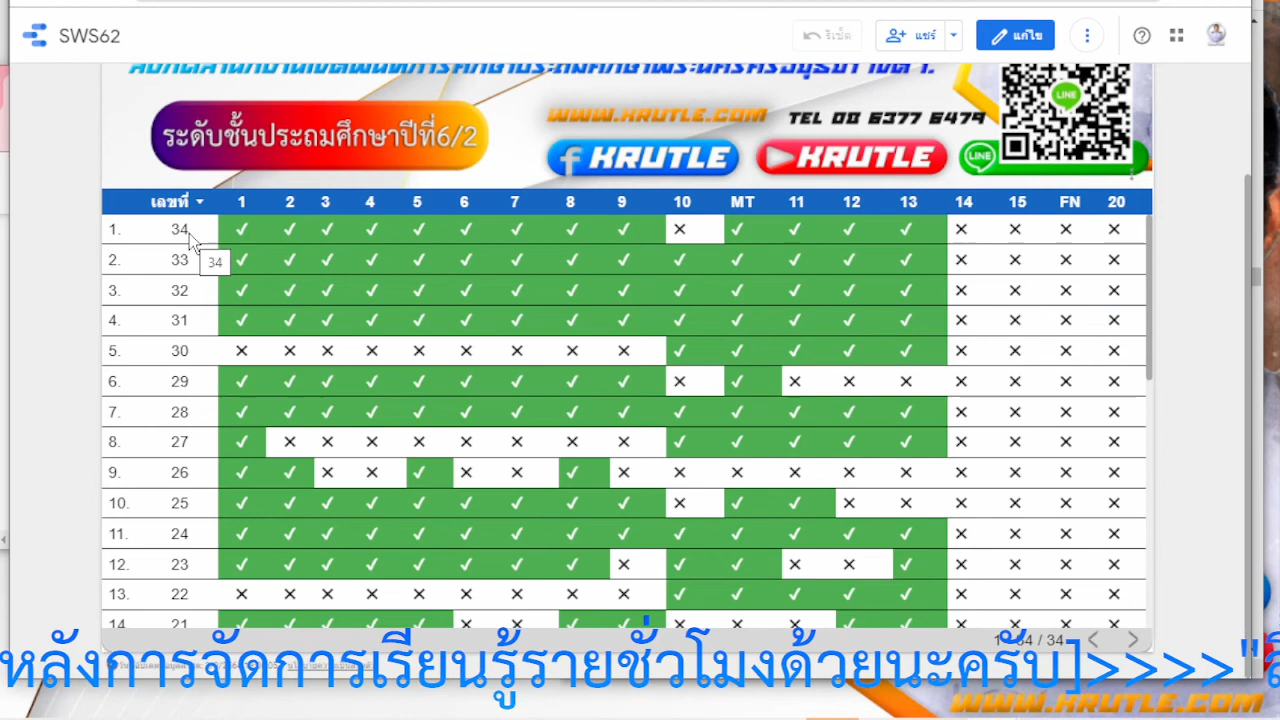 SWS62
รีเซ็ต
แชร์
แก้ไข
ระดับชั้นประถมศึกษาปีที่6/2
WWW.KRUTLE.COM
TEL 08 6377 6479
KRUTLE
KRUTLE
LINE
LINE
เลขที่ 1 2 3 4 5 6 7 8 9 10 MT 11 12 13 14 15 FN 20
1. 34 ✓ ✓ ✓ ✓ ✓ ✓ ✓ ✓ ✓ ✕ ✓ ✓ ✓ ✓ ✕ ✕ ✕ ✕
34
2. 33 ✓ ✓ ✓ ✓ ✓ ✓ ✓ ✓ ✓ ✓ ✓ ✓ ✓ ✓ ✕ ✕ ✕ ✕
3. 32 ✓ ✓ ✓ ✓ ✓ ✓ ✓ ✓ ✓ ✓ ✓ ✓ ✓ ✓ ✕ ✕ ✕ ✕
4. 31 ✓ ✓ ✓ ✓ ✓ ✓ ✓ ✓ ✓ ✓ ✓ ✓ ✓ ✓ ✕ ✕ ✕ ✕
5. 30 ✕ ✕ ✕ ✕ ✕ ✕ ✕ ✕ ✕ ✓ ✓ ✓ ✓ ✓ ✕ ✕ ✕ ✕
6. 29 ✓ ✓ ✓ ✓ ✓ ✓ ✓ ✓ ✓ ✕ ✓ ✕ ✕ ✕ ✕ ✕ ✕ ✕
7. 28 ✓ ✓ ✓ ✓ ✓ ✓ ✓ ✓ ✓ ✓ ✓ ✓ ✓ ✓ ✕ ✕ ✕ ✕
8. 27 ✓ ✕ ✕ ✕ ✕ ✕ ✕ ✕ ✕ ✓ ✓ ✓ ✓ ✓ ✕ ✕ ✕ ✕
9. 26 ✓ ✓ ✕ ✕ ✓ ✕ ✕ ✓ ✕ ✕ ✕ ✕ ✕ ✕ ✕ ✕ ✕ ✕
10. 25 ✓ ✓ ✓ ✓ ✓ ✓ ✓ ✓ ✓ ✕ ✓ ✓ ✕ ✕ ✕ ✕ ✕ ✕
11. 24 ✓ ✓ ✓ ✓ ✓ ✓ ✓ ✓ ✓ ✓ ✓ ✓ ✓ ✓ ✕ ✕ ✕ ✕
12. 23 ✓ ✓ ✓ ✓ ✓ ✓ ✓ ✓ ✕ ✓ ✓ ✕ ✕ ✓ ✕ ✕ ✕ ✕
13. 22 ✕ ✕ ✕ ✕ ✕ ✕ ✕ ✕ ✕ ✓ ✓ ✓ ✓ ✓ ✕ ✕ ✕ ✕
14. 21 ✓ ✓ ✓ ✓ ✓ ✕ ✕ ✓ ✓ ✕ ✕ ✕ ✓ ✓ ✕ ✕ ✕ ✕
/ 34
หลังการจัดการเรียนรู้รายชั่วโมงด้วยนะครับ]>>>>"
WWW.KRUTLE.COM